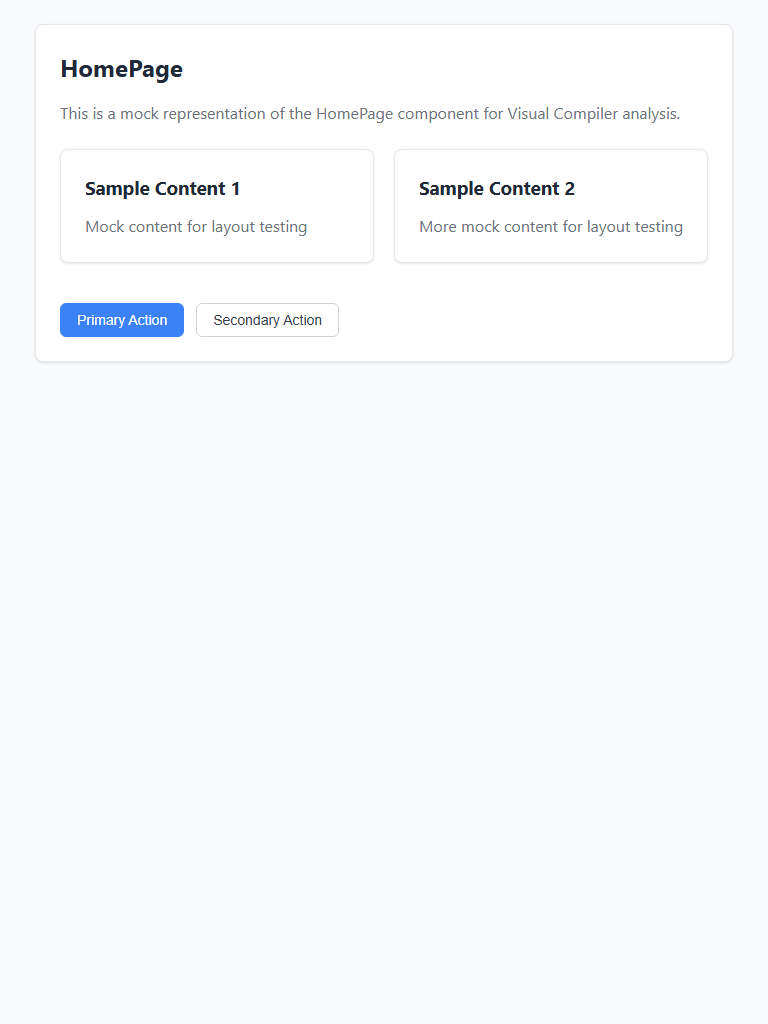 HomePage
This is a mock representation of the HomePage component for Visual Compiler analysis.
Sample Content 1
Mock content for layout testing
Sample Content 2
More mock content for layout testing
Primary Action
Secondary Action